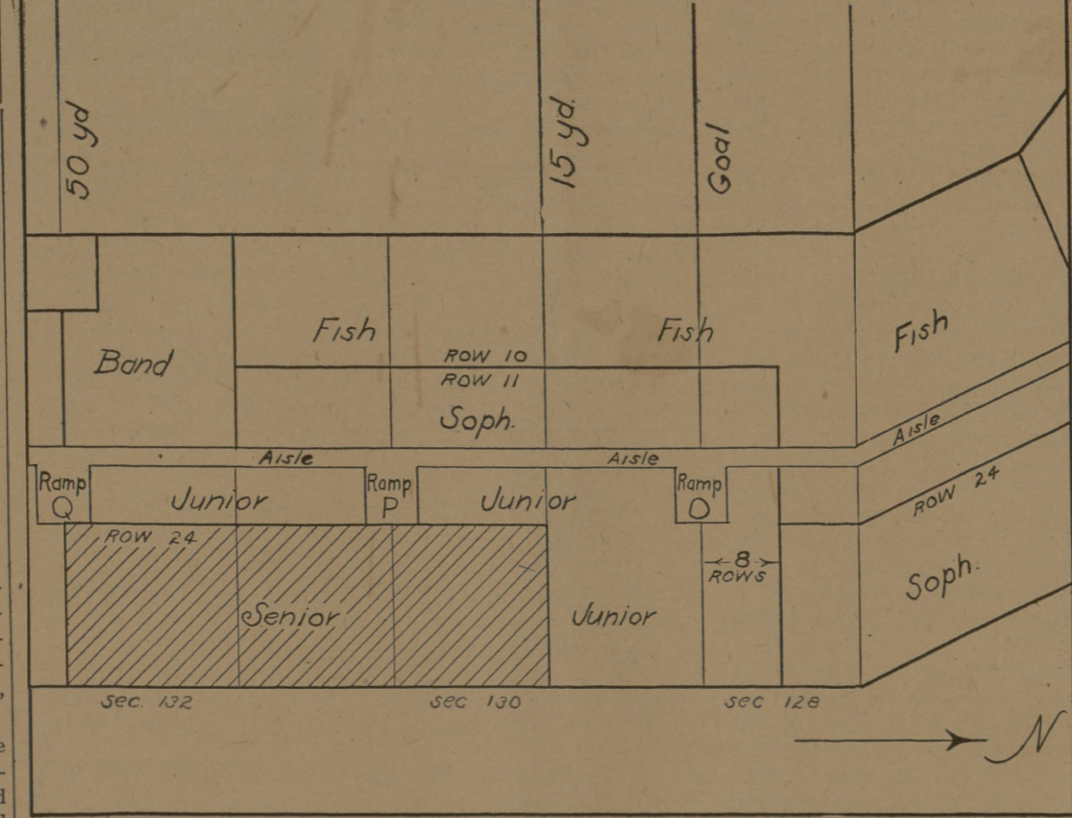 50 yd
15 yd.
Goal
Fish
Fish
Fish
Band
ROW 10
ROW 11
Soph.
Aisle
Aisle
Aisle
Ramp
Q
Junior
Ramp
P
Junior
Ramp
O
ROW 24
ROW 24
8
ROWS
Senior
Junior
Soph.
Sec. 132
Sec 130
Sec 128
N